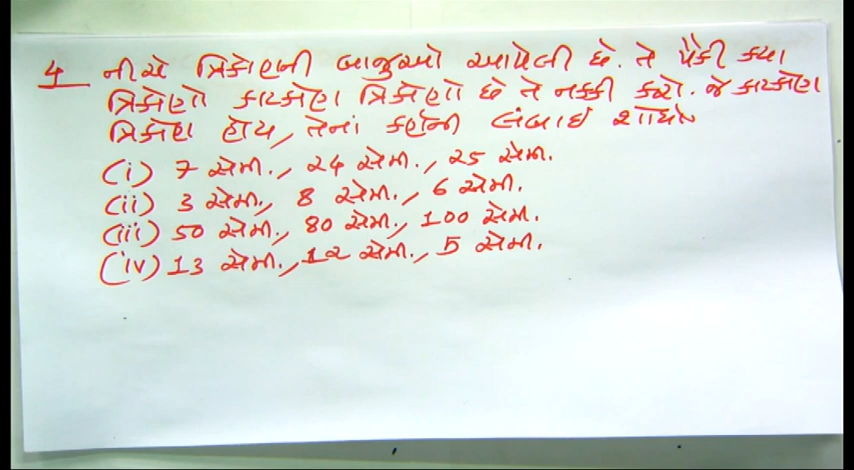 4 નીચે ત્રિકોણની બાજુઓ આપેલી છે. તે પૈકી કયા
ત્રિકોણો કાટકોણ ત્રિકોણો છે તે નક્કી કરો. જે કાટકોણ
ત્રિકોણ હોય, તેનાં કર્ણની લંબાઈ શોધો
(i) 7 સેમી., 24 સેમી., 25 સેમી.
(ii) 3 સેમી, 8 સેમી., 6 સેમી.
(iii) 50 સેમી., 80 સેમી., 100 સેમી.
(iv) 13 સેમી., 12 સેમી., 5 સેમી.